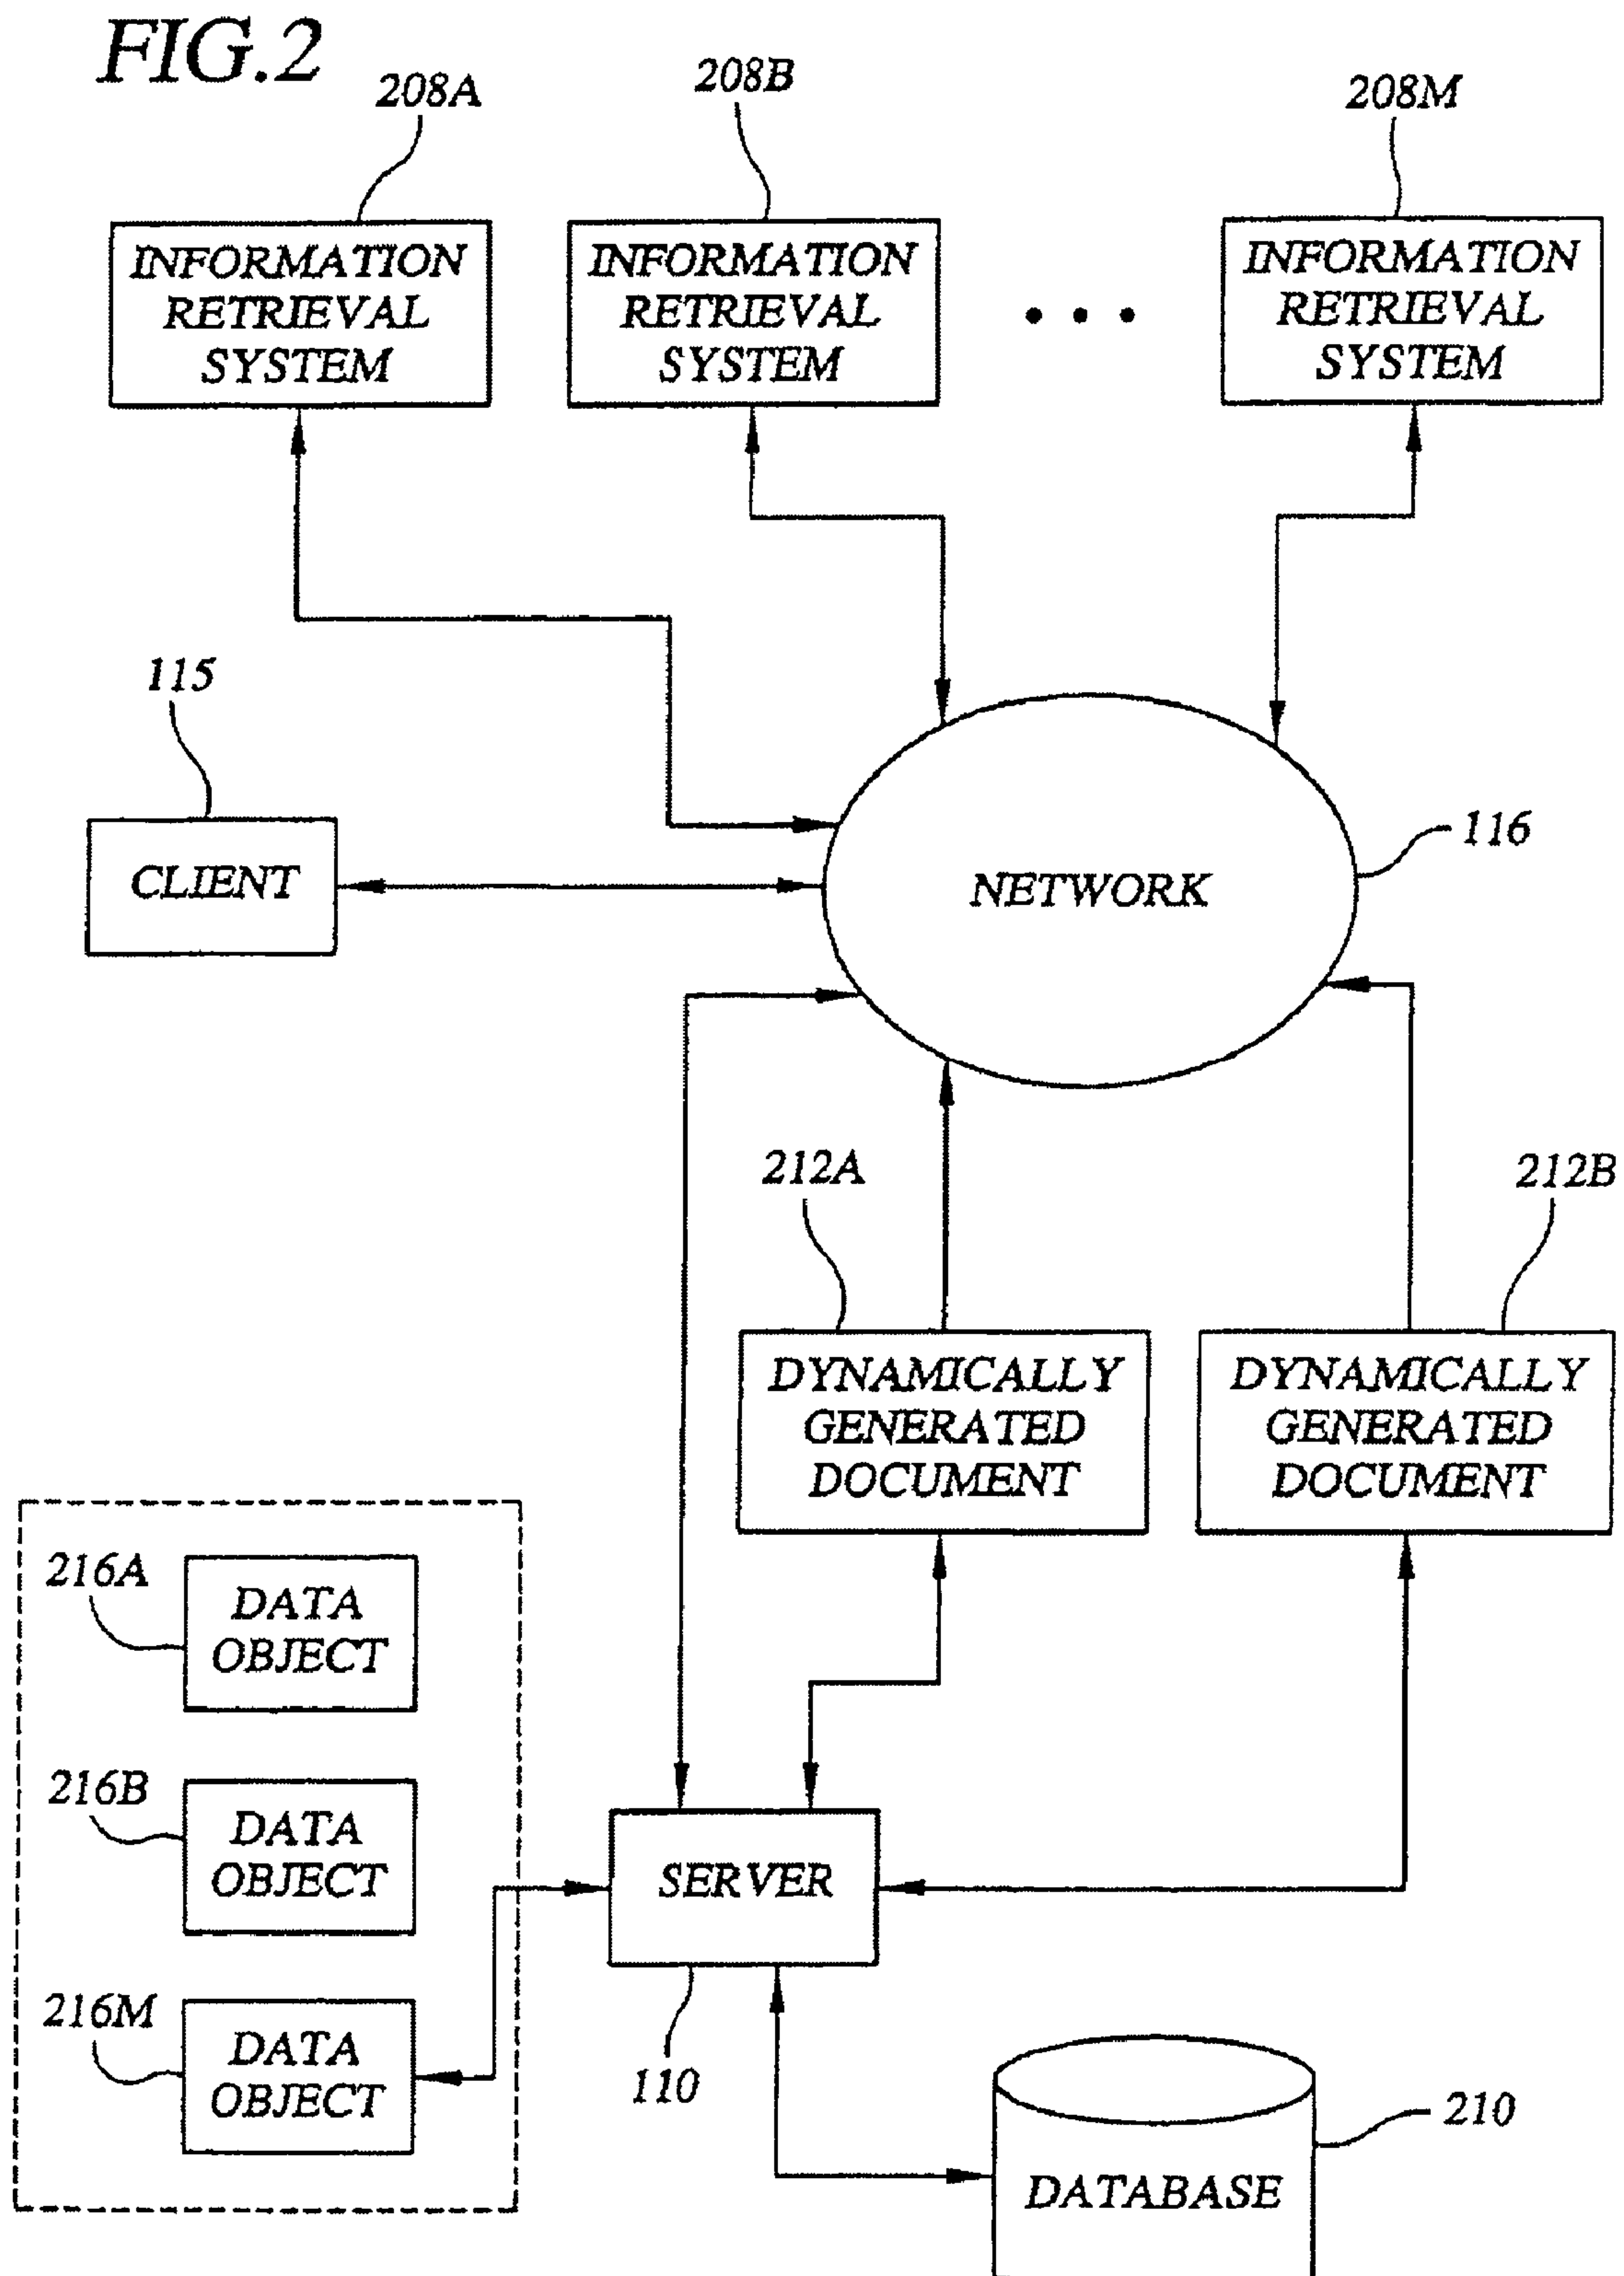 FIG.2
208A
208B
208M
INFORMATION
RETRIEVAL
SYSTEM
INFORMATION
RETRIEVAL
SYSTEM
• • •
INFORMATION
RETRIEVAL
SYSTEM
115
CLIENT
NETWORK
116
212A
212B
DYNAMICALLY
GENERATED
DOCUMENT
DYNAMICALLY
GENERATED
DOCUMENT
216A
DATA
OBJECT
216B
DATA
OBJECT
216M
DATA
OBJECT
SERVER
110
210
DATABASE